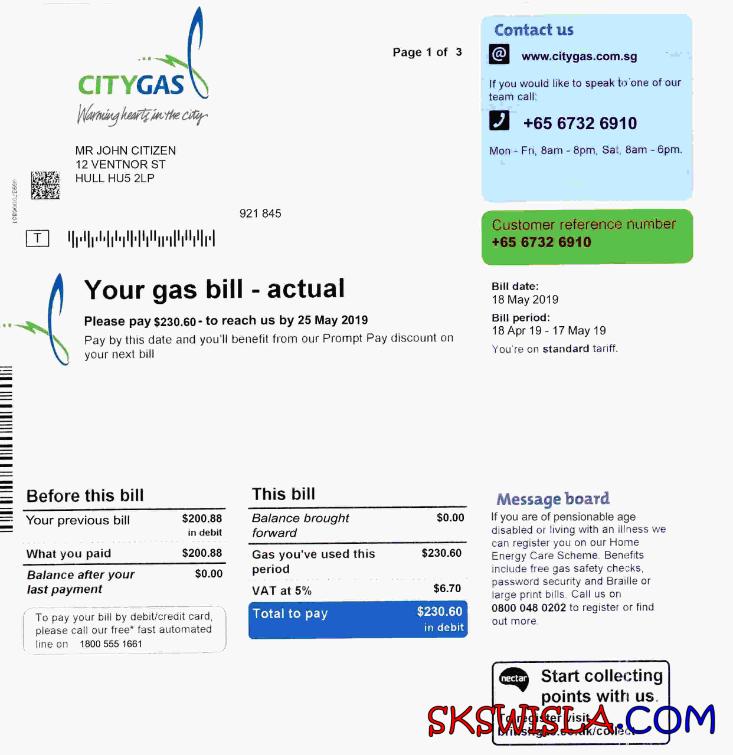 Page 1 of 3
CITYGAS
Warming hearts in the city
MR JOHN CITIZEN
12 VENTNOR ST
HULL HU5 2LP
921 845
T
Contact us
@ www.citygas.com.sg
If you would like to speak to one of our
team call:
+65 6732 6910
Mon - Fri, 8am - 8pm, Sat, 8am - 6pm.
Customer reference number
+65 6732 6910
Your gas bill - actual
Please pay $230.60 - to reach us by 25 May 2019
Pay by this date and you'll benefit from our Prompt Pay discount on
your next bill
Bill date:
18 May 2019
Bill period:
18 Apr 19 - 17 May 19
You're on standard tariff.
Before this bill
Your previous bill $200.88
in debit
What you paid $200.88
Balance after your $0.00
last payment
To pay your bill by debit/credit card,
please call our free* fast automated
line on 1800 555 1661
This bill
Balance brought $0.00
forward
Gas you've used this $230.60
period
VAT at 5% $6.70
Total to pay $230.60
in debit
Message board
If you are of pensionable age
disabled or living with an illness we
can register you on our Home
Energy Care Scheme. Benefits
include free gas safety checks,
password security and Braille or
large print bills. Call us on
0800 048 0202 to register or find
out more.
nectar
Start collecting
points with us.
To register visit
SKSWISLA.COM